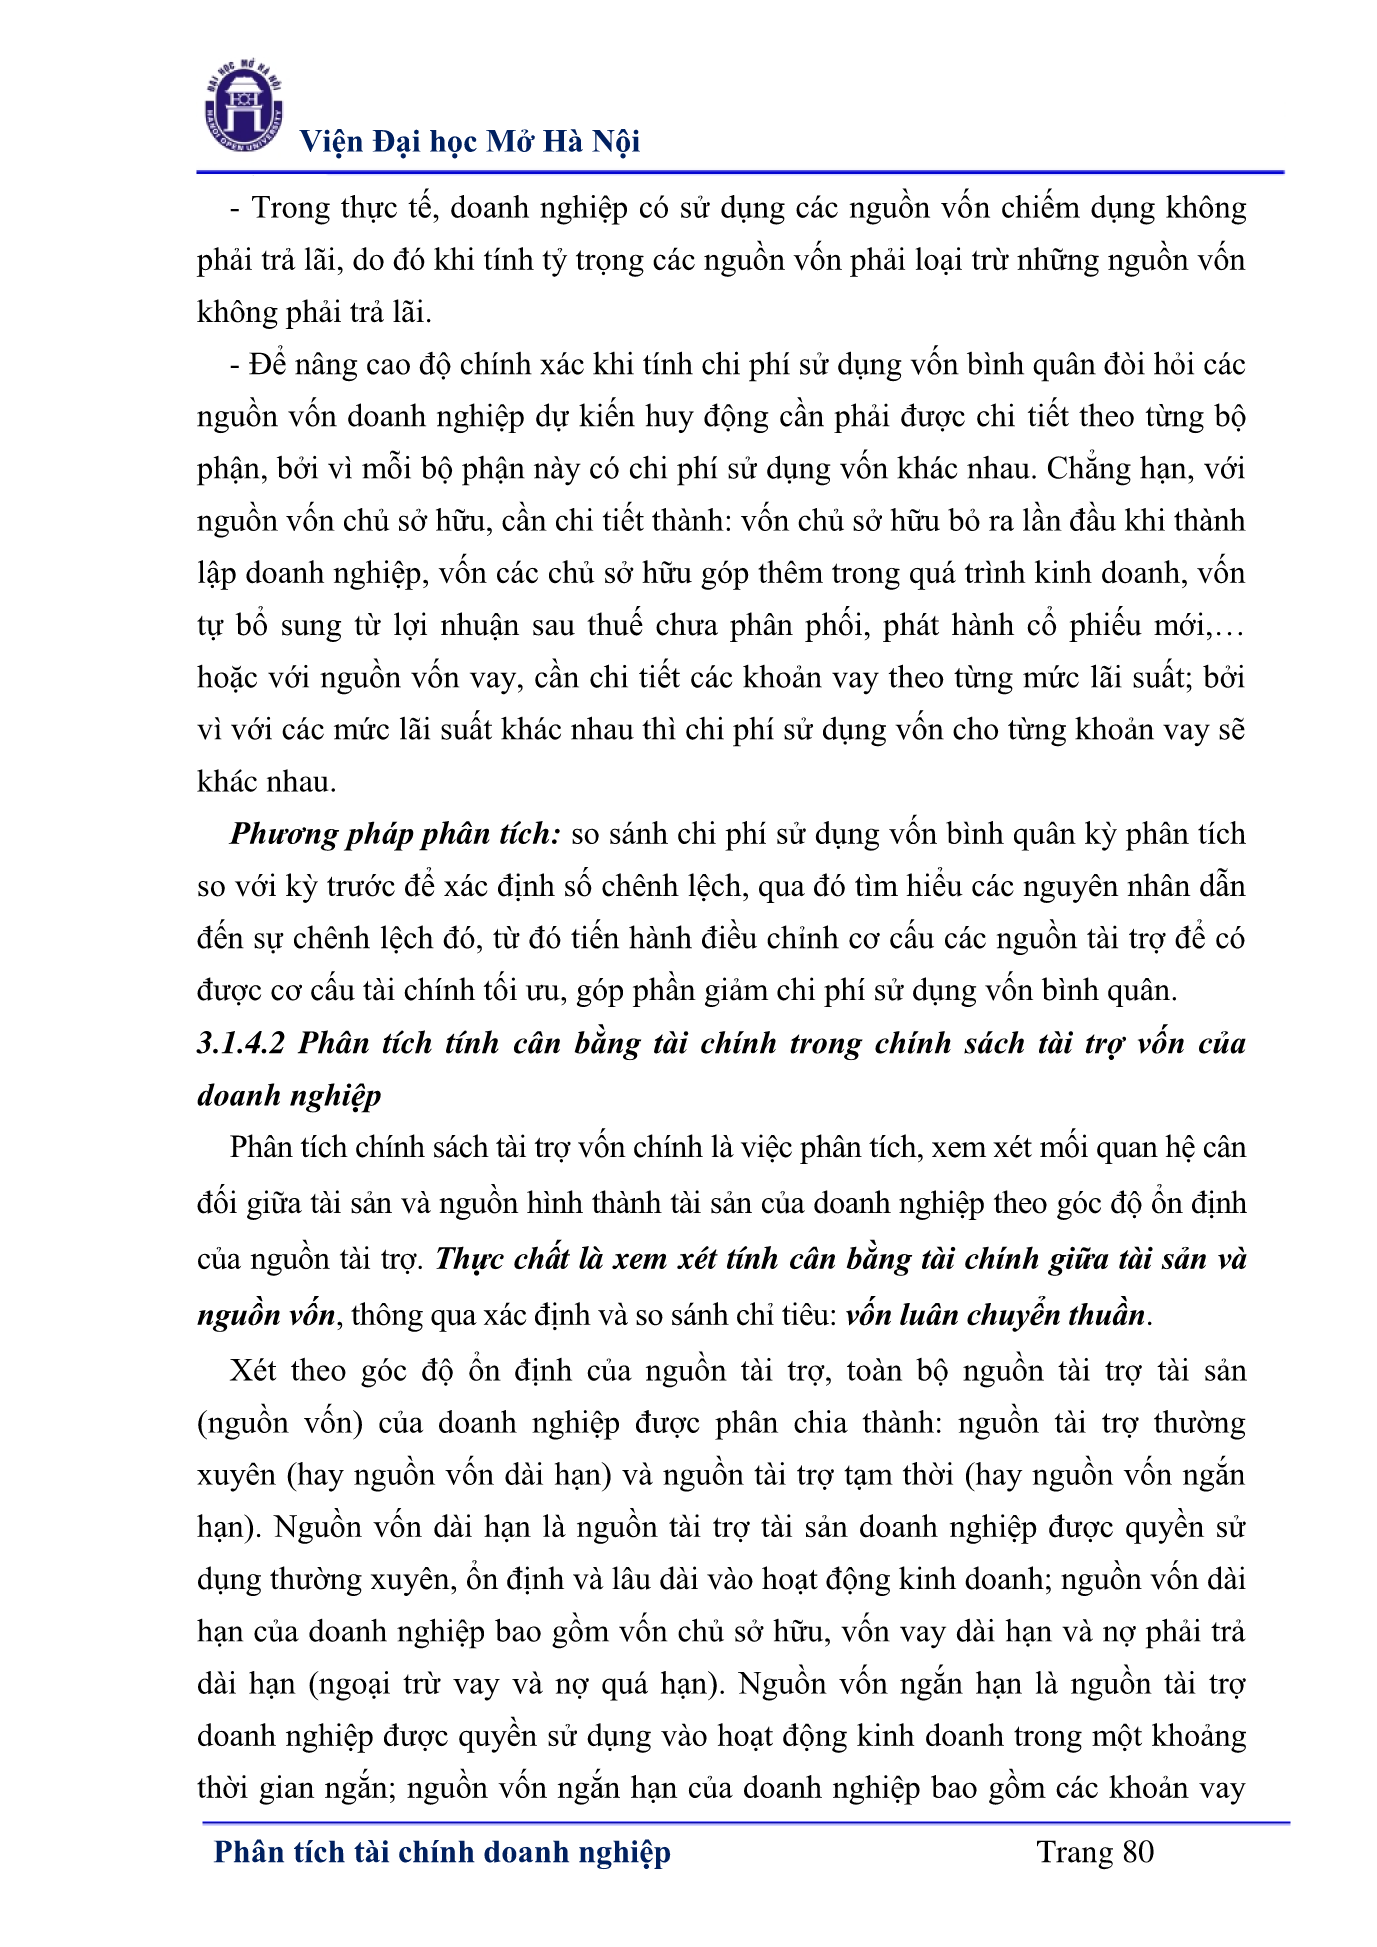 ĐẠI HỌC MỞ HÀ NỘI
HANOI OPEN UNIVERSITY
Viện Đại học Mở Hà Nội
- Trong thực tế, doanh nghiệp có sử dụng các nguồn vốn chiếm dụng không
phải trả lãi, do đó khi tính tỷ trọng các nguồn vốn phải loại trừ những nguồn vốn
không phải trả lãi.
- Để nâng cao độ chính xác khi tính chi phí sử dụng vốn bình quân đòi hỏi các
nguồn vốn doanh nghiệp dự kiến huy động cần phải được chi tiết theo từng bộ
phận, bởi vì mỗi bộ phận này có chi phí sử dụng vốn khác nhau. Chẳng hạn, với
nguồn vốn chủ sở hữu, cần chi tiết thành: vốn chủ sở hữu bỏ ra lần đầu khi thành
lập doanh nghiệp, vốn các chủ sở hữu góp thêm trong quá trình kinh doanh, vốn
tự bổ sung từ lợi nhuận sau thuế chưa phân phối, phát hành cổ phiếu mới,…
hoặc với nguồn vốn vay, cần chi tiết các khoản vay theo từng mức lãi suất; bởi
vì với các mức lãi suất khác nhau thì chi phí sử dụng vốn cho từng khoản vay sẽ
khác nhau.
Phương pháp phân tích: so sánh chi phí sử dụng vốn bình quân kỳ phân tích
so với kỳ trước để xác định số chênh lệch, qua đó tìm hiểu các nguyên nhân dẫn
đến sự chênh lệch đó, từ đó tiến hành điều chỉnh cơ cấu các nguồn tài trợ để có
được cơ cấu tài chính tối ưu, góp phần giảm chi phí sử dụng vốn bình quân.
3.1.4.2 Phân tích tính cân bằng tài chính trong chính sách tài trợ vốn của
doanh nghiệp
Phân tích chính sách tài trợ vốn chính là việc phân tích, xem xét mối quan hệ cân
đối giữa tài sản và nguồn hình thành tài sản của doanh nghiệp theo góc độ ổn định
của nguồn tài trợ. Thực chất là xem xét tính cân bằng tài chính giữa tài sản và
nguồn vốn, thông qua xác định và so sánh chỉ tiêu: vốn luân chuyển thuần.
Xét theo góc độ ổn định của nguồn tài trợ, toàn bộ nguồn tài trợ tài sản
(nguồn vốn) của doanh nghiệp được phân chia thành: nguồn tài trợ thường
xuyên (hay nguồn vốn dài hạn) và nguồn tài trợ tạm thời (hay nguồn vốn ngắn
hạn). Nguồn vốn dài hạn là nguồn tài trợ tài sản doanh nghiệp được quyền sử
dụng thường xuyên, ổn định và lâu dài vào hoạt động kinh doanh; nguồn vốn dài
hạn của doanh nghiệp bao gồm vốn chủ sở hữu, vốn vay dài hạn và nợ phải trả
dài hạn (ngoại trừ vay và nợ quá hạn). Nguồn vốn ngắn hạn là nguồn tài trợ
doanh nghiệp được quyền sử dụng vào hoạt động kinh doanh trong một khoảng
thời gian ngắn; nguồn vốn ngắn hạn của doanh nghiệp bao gồm các khoản vay
Phân tích tài chính doanh nghiệp
Trang 80